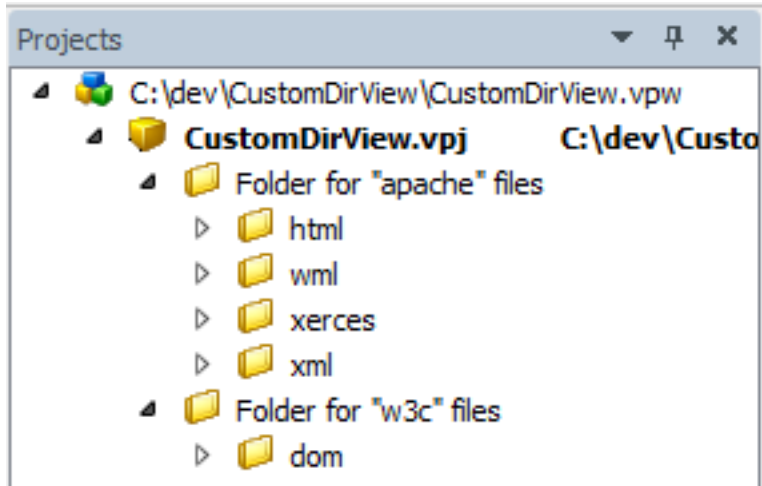 Projects
C:\dev\CustomDirView\CustomDirView.vpw
CustomDirView.vpj C:\dev\Custo
Folder for "apache" files
html
wml
xerces
xml
Folder for "w3c" files
dom